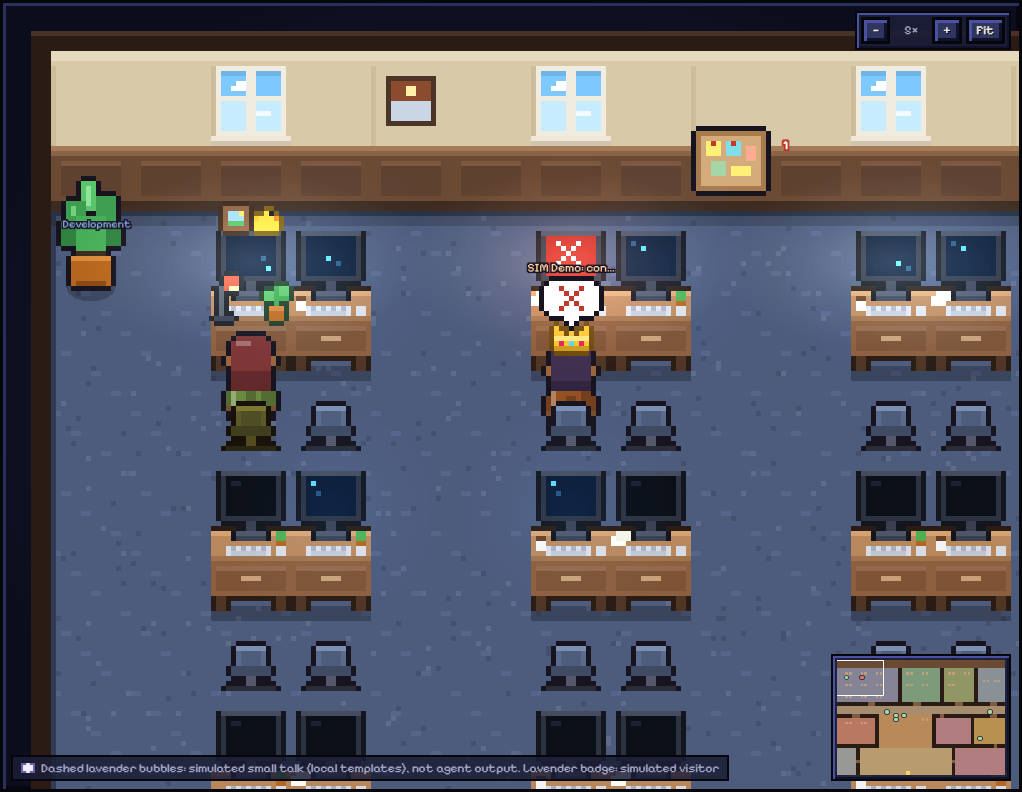 - 8× + Fit
1
Development
SIM Demo: con...
Dashed lavender bubbles: simulated small talk (local templates), not agent output. Lavender badge: simulated visitor